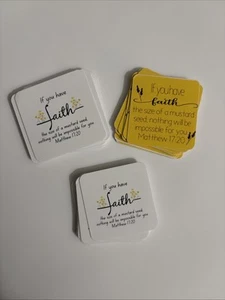 If you have
faith
the size of a mustard seed,
nothing will be impossible for you
Matthew 17:20
If you have
faith
the size of a mustard
seed, nothing will be
impossible for you
Matthew 17:20
If you have
faith
the size of a mustard seed,
nothing will be impossible for you
Matthew 17:20